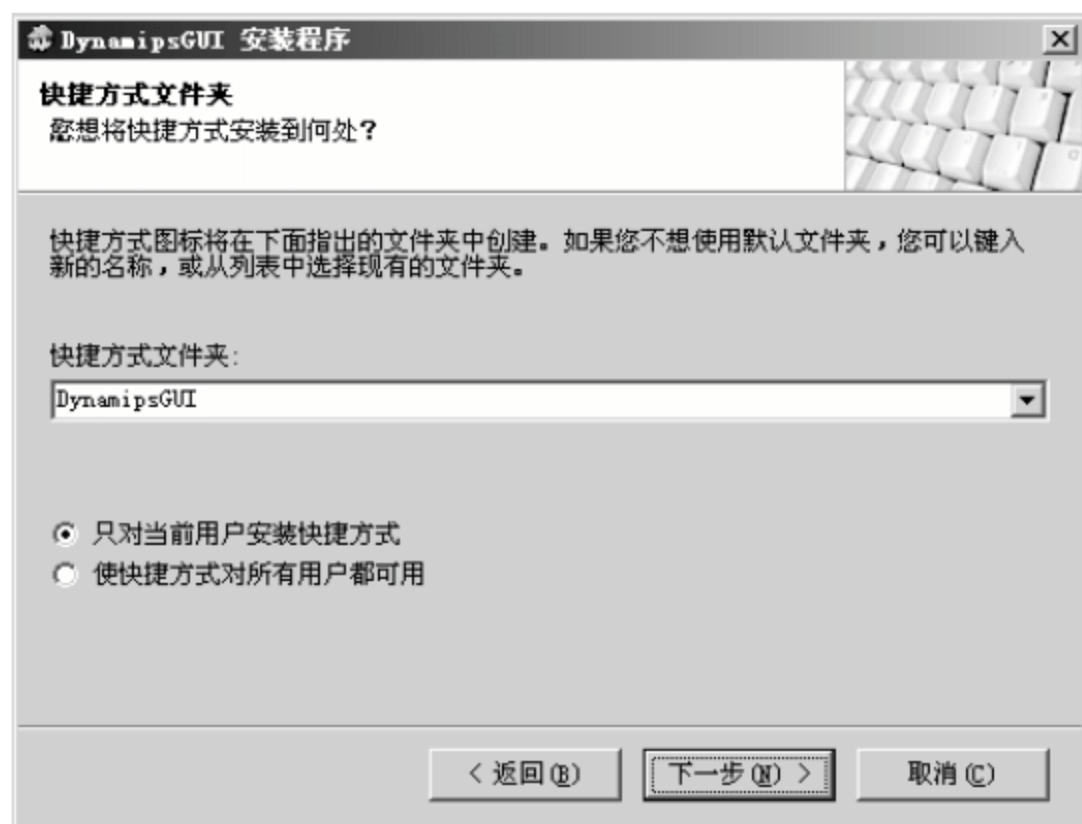 DynamipsGUI 安装程序
快捷方式文件夹
您想将快捷方式安装到何处？
快捷方式图标将在下面指出的文件夹中创建。如果您不想使用默认文件夹，您可以键入
新的名称，或从列表中选择现有的文件夹。
快捷方式文件夹:
DynamipsGUI
只对当前用户安装快捷方式
使快捷方式对所有用户都可用
< 返回(B)
下一步(N) >
取消(C)